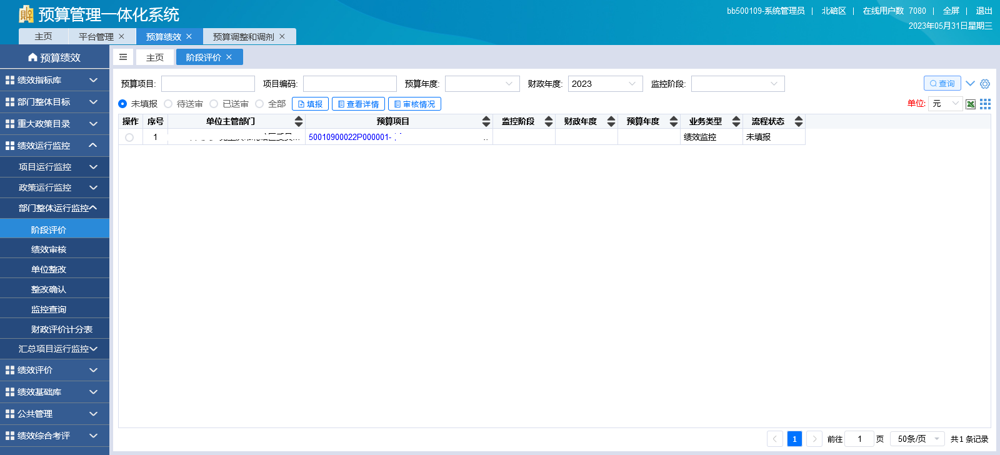 预算管理一体化系统
bb500109-系统管理员 | 北碚区 | 在线用户数 7080 | 全屏 | 退出
2023年05月31日星期三
主页 平台管理 × 预算绩效 × 预算调整和调剂 ×
预算绩效
主页 阶段评价 ×
绩效指标库
部门整体目标
重大政策目录
绩效运行监控
项目运行监控
政策运行监控
部门整体运行监控
阶段评价
绩效审核
单位整改
整改确认
监控查询
财政评价计分表
汇总项目运行监控
绩效评价
绩效基础库
公共管理
绩效综合考评
预算项目: 项目编码: 预算年度: 财政年度: 2023 监控阶段: 查询
未填报 待送审 已送审 全部 填报 查看详情 审核情况 单位: 元
操作 序号 单位主管部门 预算项目 监控阶段 财政年度 预算年度 业务类型 流程状态
1 50010900022P000001- .. 绩效监控 未填报
1 前往 1 页 50条/页 共1 条记录